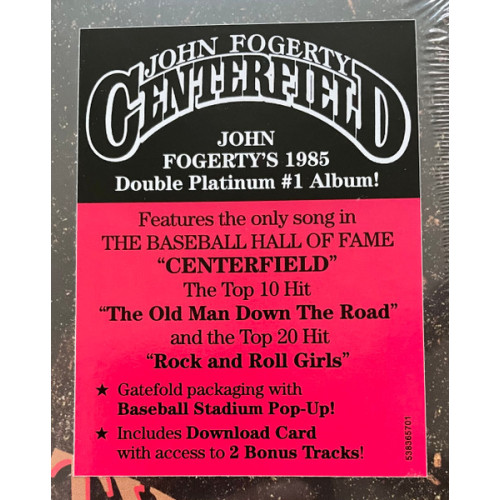 JOHN FOGERTY
CENTERFIELD
JOHN
FOGERTY'S 1985
Double Platinum #1 Album!
Features the only song in
THE BASEBALL HALL OF FAME
“CENTERFIELD”
The Top 10 Hit
“The Old Man Down The Road”
and the Top 20 Hit
“Rock and Roll Girls”
★ Gatefold packaging with
Baseball Stadium Pop-Up!
★ Includes Download Card
with access to 2 Bonus Tracks!
538365701